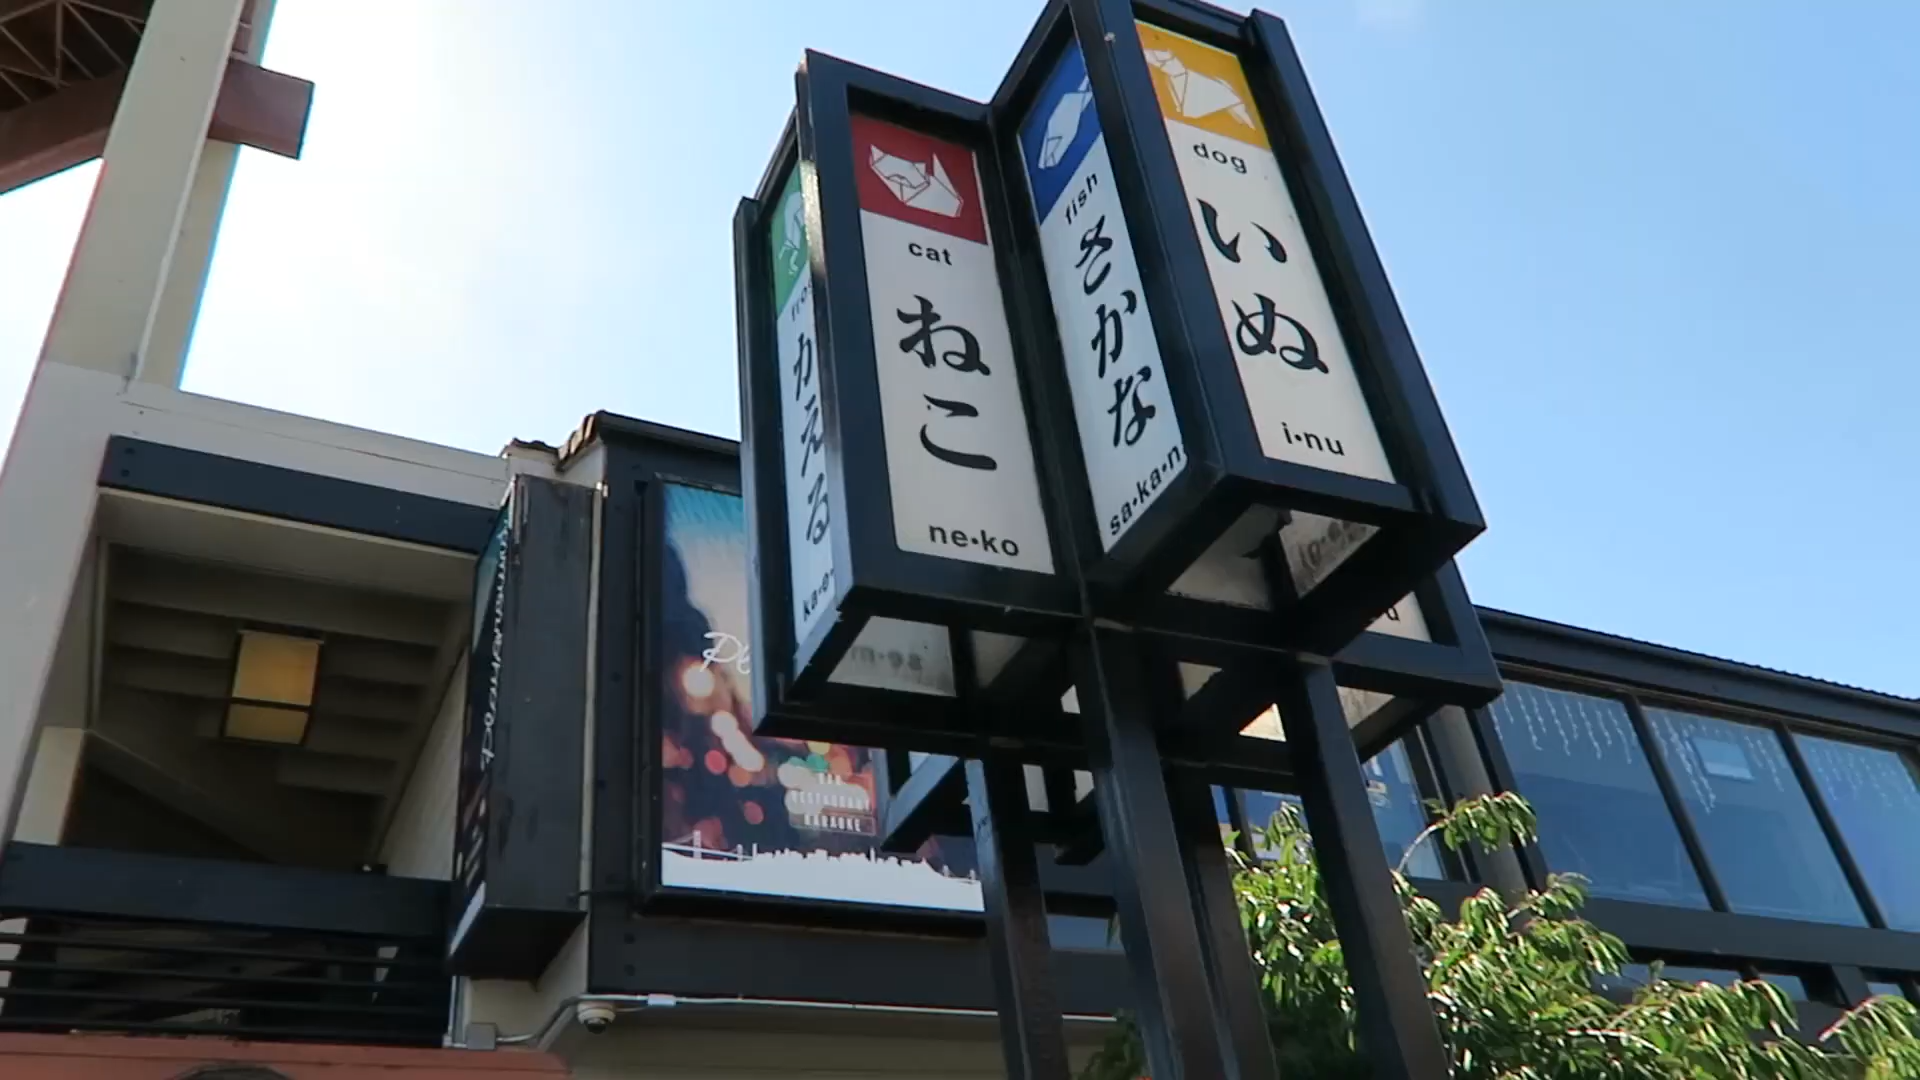 frog
かえる
cat
ねこ
ne•ko
fish
さかな
sa•ka•n
dog
いぬ
i•nu
BAR
RESTAURANT
KARAOKE